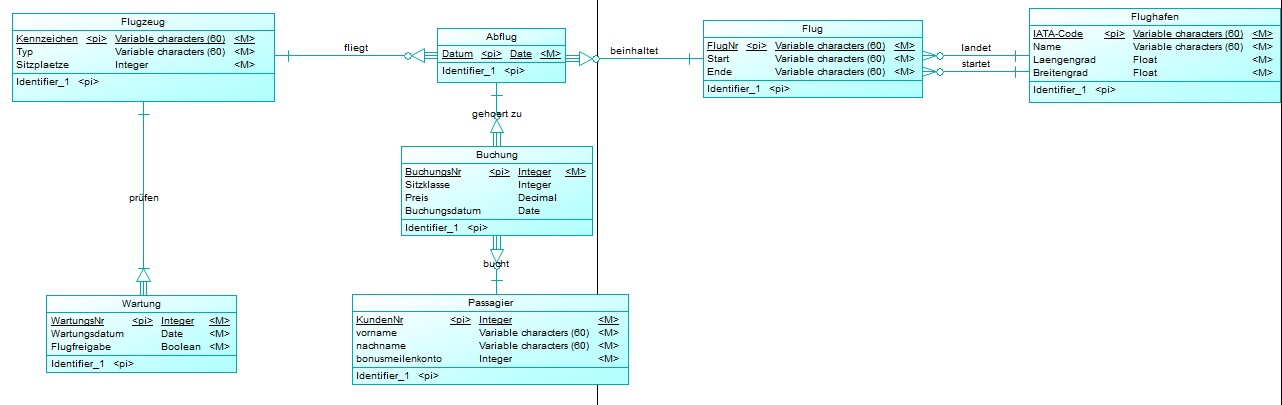 Flugzeug
Kennzeichen <pi> Variable characters (60) <M>
Typ Variable characters (60) <M>
Sitzplaetze Integer <M>
Identifier_1 <pi>
fliegt
Abflug
Datum <pi> Date <M>
Identifier_1 <pi>
beinhaltet
Flug
FlugNr <pi> Variable characters (60) <M>
Start Variable characters (60) <M>
Ende Variable characters (60) <M>
Identifier_1 <pi>
landet
startet
Flughafen
IATA-Code <pi> Variable characters (60) <M>
Name Variable characters (60) <M>
Laengengrad Float <M>
Breitengrad Float <M>
Identifier_1 <pi>
gehoert zu
Buchung
BuchungsNr <pi> Integer <M>
Sitzklasse Integer
Preis Decimal
Buchungsdatum Date
Identifier_1 <pi>
prüfen
bucht
Wartung
WartungsNr <pi> Integer <M>
Wartungsdatum Date <M>
Flugfreigabe Boolean <M>
Identifier_1 <pi>
Passagier
KundenNr <pi> Integer <M>
vorname Variable characters (60) <M>
nachname Variable characters (60) <M>
bonusmeilenkonto Integer <M>
Identifier_1 <pi>